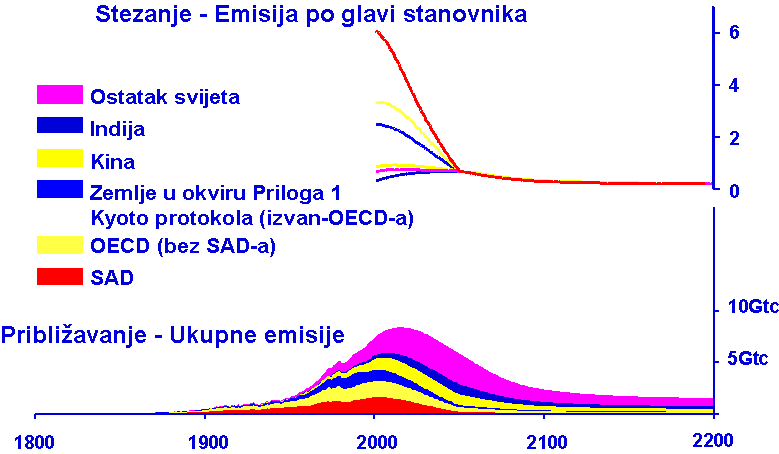 Stezanje - Emisija po glavi stanovnika
6
4
2
0
Ostatak svijeta
Indija
Kina
Zemlje u okviru Priloga 1
Kyoto protokola (izvan-OECD-a)
OECD (bez SAD-a)
SAD
10Gtc
Približavanje - Ukupne emisije
5Gtc
1800
1900
2000
2100
2200